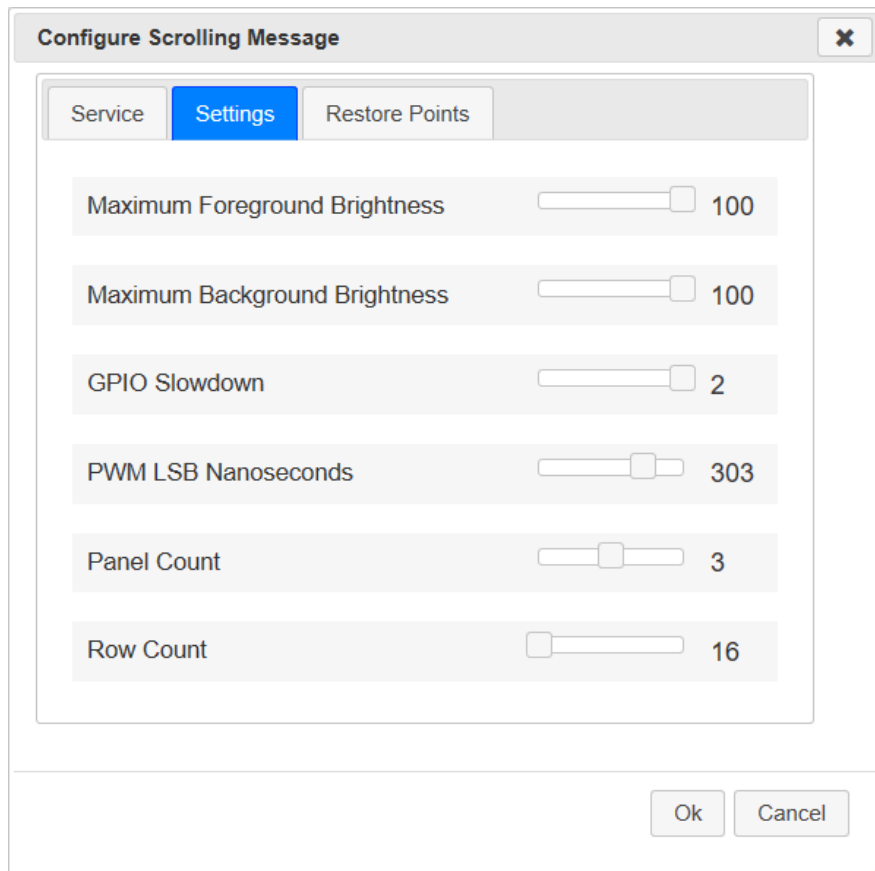 Configure Scrolling Message
Service Settings Restore Points
Maximum Foreground Brightness 100
Maximum Background Brightness 100
GPIO Slowdown 2
PWM LSB Nanoseconds 303
Panel Count 3
Row Count 16
Ok Cancel